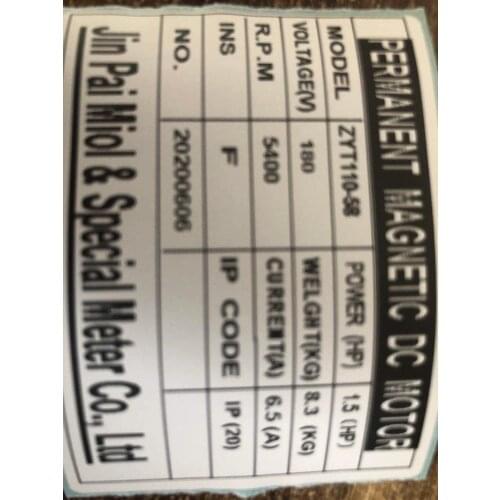 PERMANENT MAGNETIC DC MOTOR
MODEL ZYT110-58 POWER (HP) 1.5 (HP)
VOLTAGE(V) 180 WELGHT(KG) 8.3 (KG)
R.P.M 5400 CURRENT(A) 6.5 (A)
INS F IP CODE IP(20)
NO. 20200606
Jin Pai Miol & Special Meter Co., Ltd